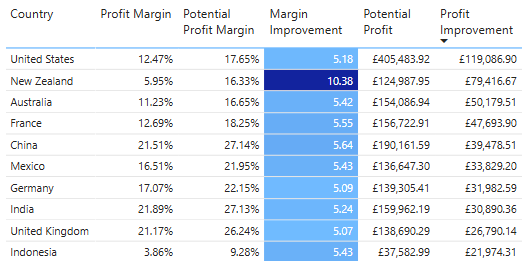 Country Profit Margin Potential Profit Margin Margin Improvement Potential Profit Profit Improvement
United States 12.47% 17.65% 5.18 £405,483.92 £119,086.90
New Zealand 5.95% 16.33% 10.38 £124,987.95 £79,416.67
Australia 11.23% 16.65% 5.42 £154,086.94 £50,179.51
France 12.69% 18.25% 5.55 £156,722.91 £47,693.90
China 21.51% 27.14% 5.64 £190,161.59 £39,478.51
Mexico 16.51% 21.95% 5.43 £136,647.30 £33,829.20
Germany 17.07% 22.15% 5.09 £139,305.41 £31,982.59
India 21.89% 27.13% 5.24 £159,962.19 £30,890.36
United Kingdom 21.17% 26.24% 5.07 £138,690.29 £26,790.14
Indonesia 3.86% 9.28% 5.43 £37,582.99 £21,974.31